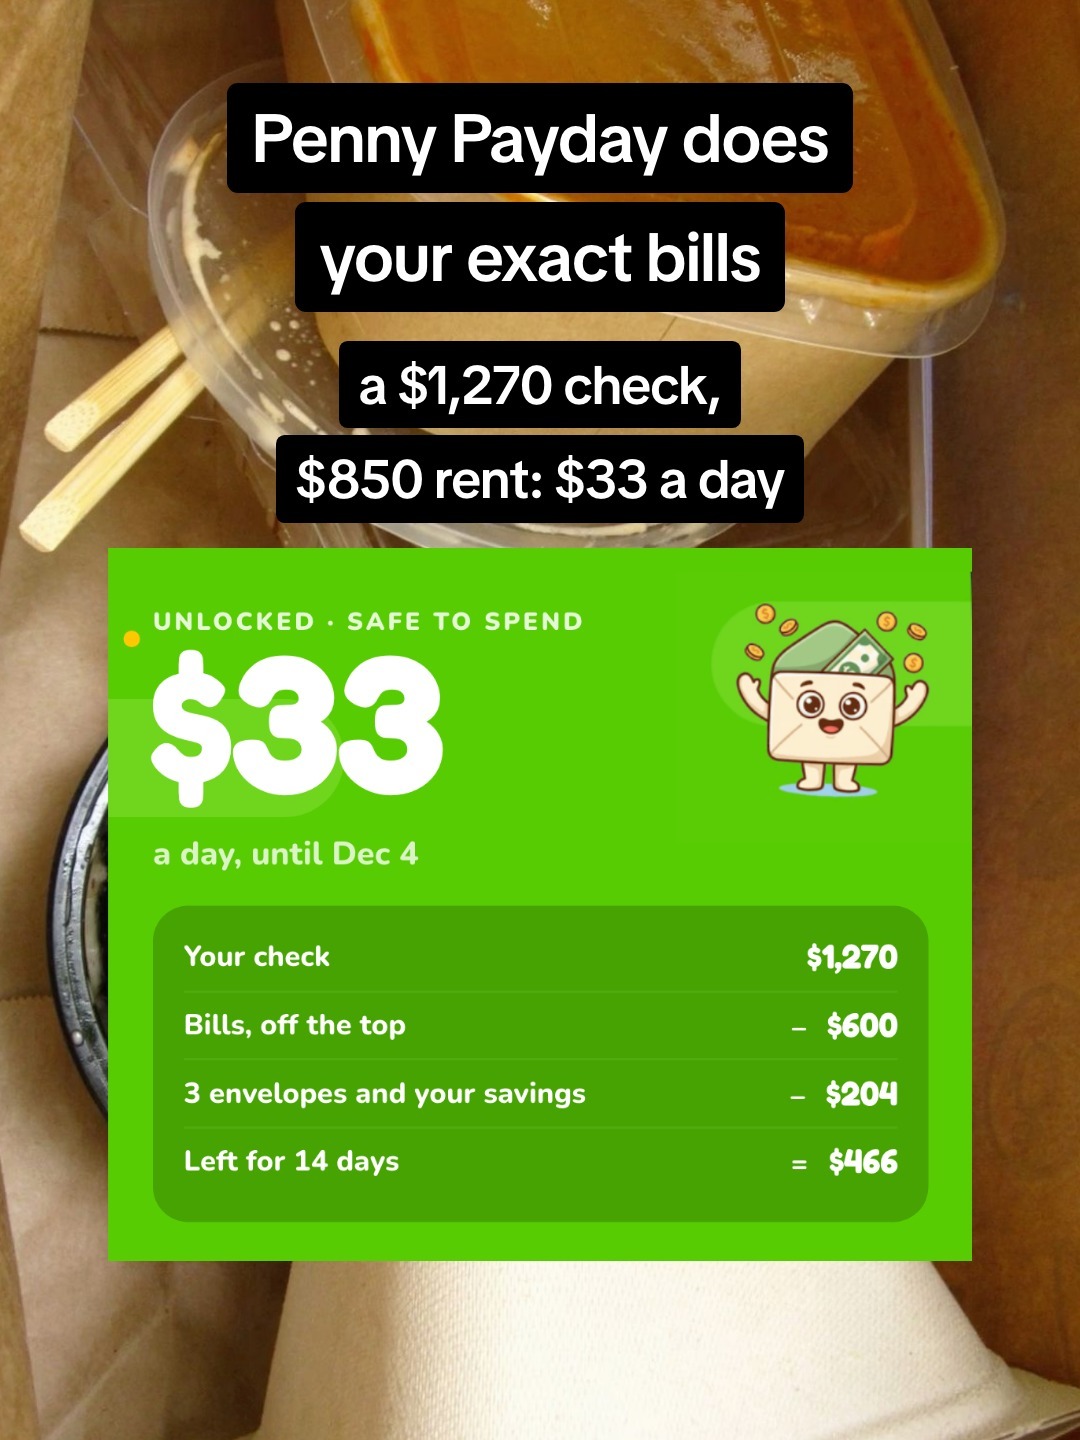 Penny Payday does
your exact bills
a $1,270 check,
$850 rent: $33 a day
UNLOCKED · SAFE TO SPEND
$33
a day, until Dec 4
Your check $1,270
Bills, off the top – $600
3 envelopes and your savings – $204
Left for 14 days = $466